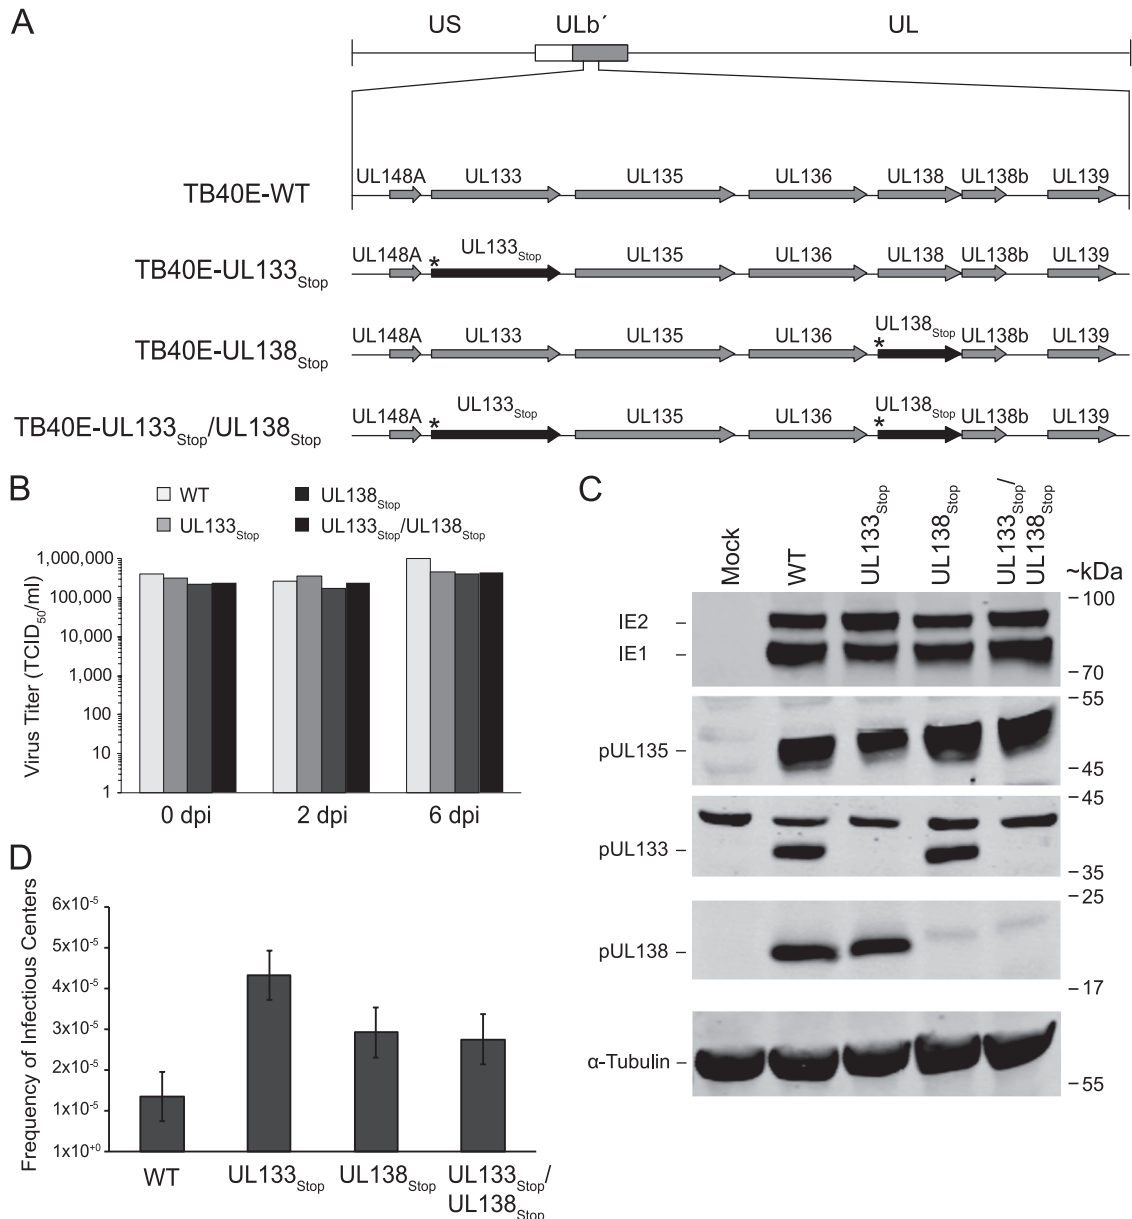 A
US ULb´ UL
TB40E-WT
UL148A UL133 UL135 UL136 UL138 UL138b UL139
TB40E-UL133Stop
UL148A * UL133Stop UL135 UL136 UL138 UL138b UL139
TB40E-UL138Stop
UL148A UL133 UL135 UL136 * UL138Stop UL138b UL139
TB40E-UL133Stop/UL138Stop
UL148A * UL133Stop UL135 UL136 * UL138Stop UL138b UL139
B
WT
UL133Stop
UL138Stop
UL133Stop/UL138Stop
Virus Titer (TCID50/ml)
1,000,000
100,000
10,000
1,000
100
10
1
0 dpi 2 dpi 6 dpi
C
Mock
WT
UL133Stop
UL138Stop
UL133Stop/
UL138Stop
~kDa
IE2
IE1
100
70
pUL135
55
45
pUL133
45
35
pUL138
25
17
α-Tubulin
55
D
Frequency of Infectious Centers
6x10-5
5x10-5
4x10-5
3x10-5
2x10-5
1x10-5
1x10+0
WT UL133Stop UL138Stop UL133Stop/
UL138Stop